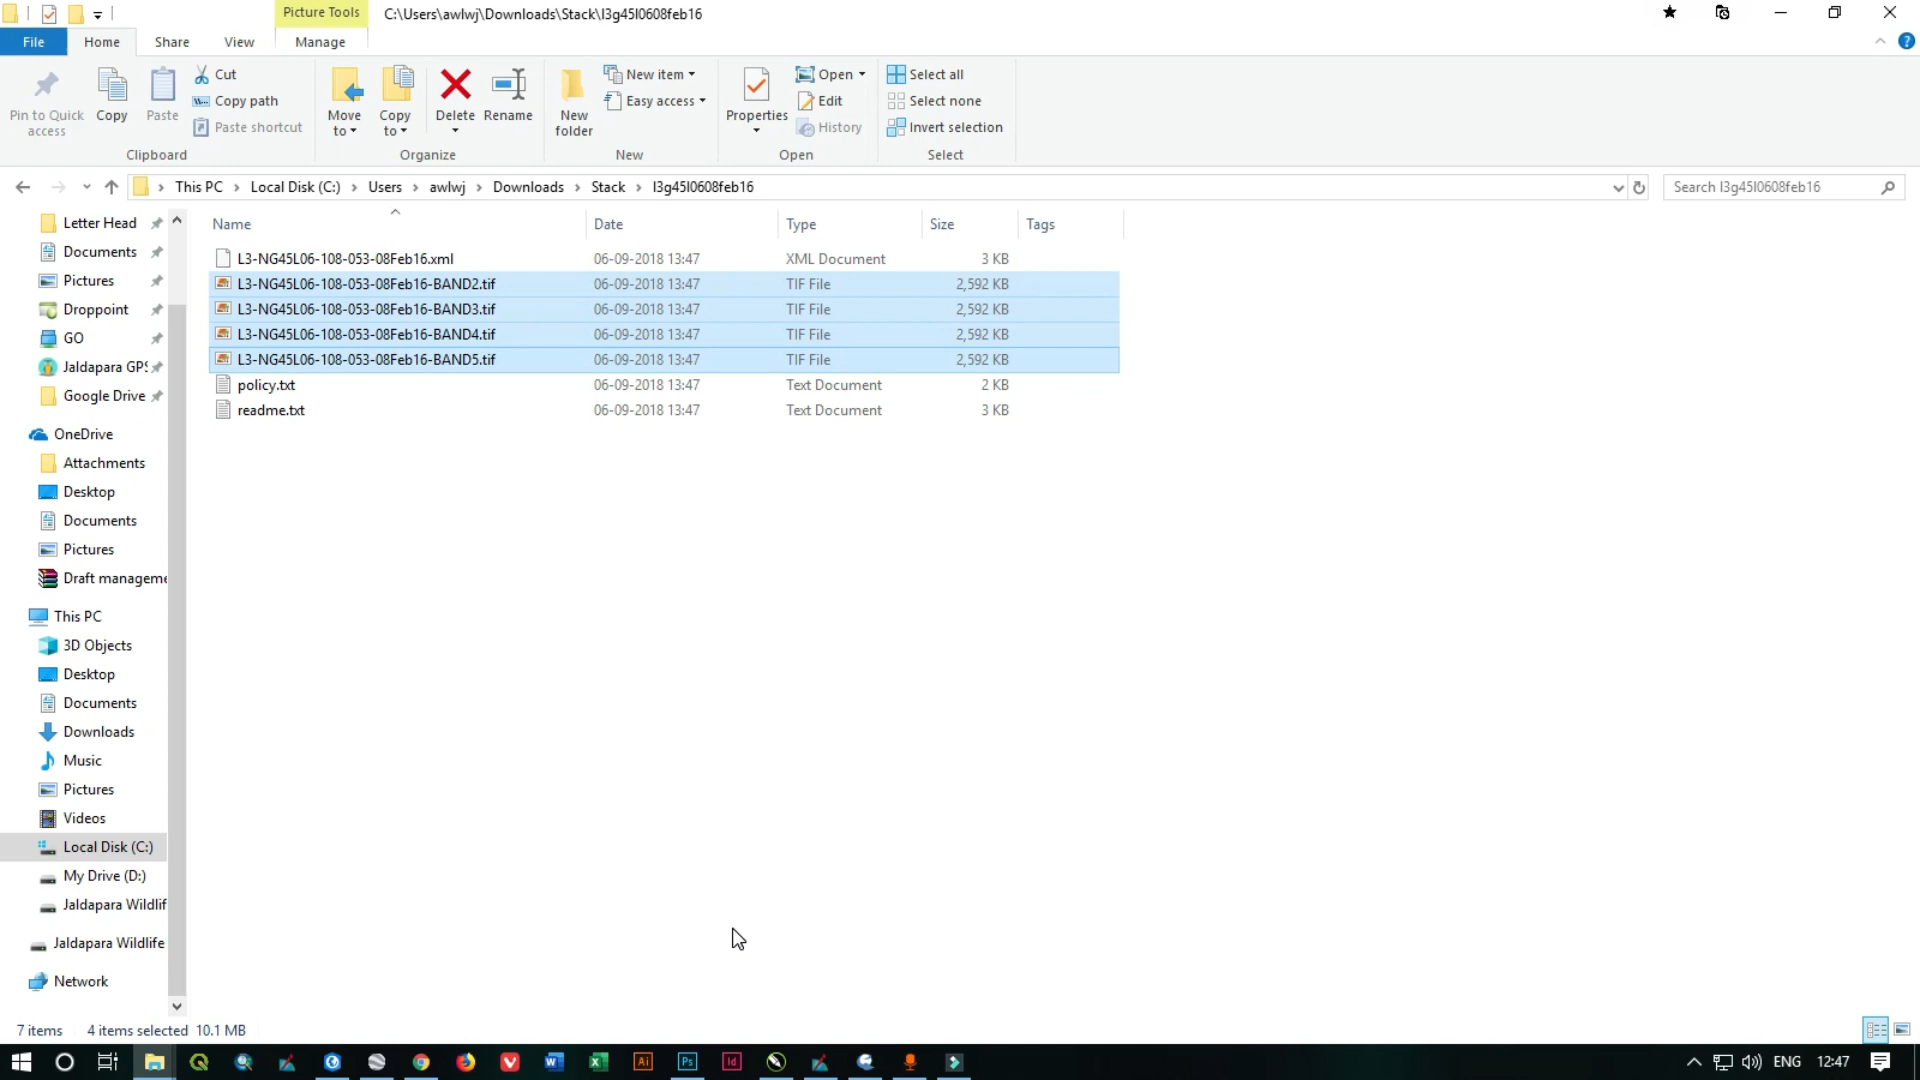 Picture Tools
C:\Users\awlwj\Downloads\Stack\l3g45l0608feb16
File
Home
Share
View
Manage
Pin to Quick access
Copy
Paste
Cut
Copy path
Paste shortcut
Clipboard
Move to
Copy to
Delete
Rename
Organize
New folder
New item
Easy access
New
Properties
Open
Edit
History
Open
Select all
Select none
Invert selection
Select
This PC > Local Disk (C:) > Users > awlwj > Downloads > Stack > l3g45l0608feb16
Search l3g45l0608feb16
Name Date Type Size Tags
L3-NG45L06-108-053-08Feb16.xml 06-09-2018 13:47 XML Document 3 KB
L3-NG45L06-108-053-08Feb16-BAND2.tif 06-09-2018 13:47 TIF File 2,592 KB
L3-NG45L06-108-053-08Feb16-BAND3.tif 06-09-2018 13:47 TIF File 2,592 KB
L3-NG45L06-108-053-08Feb16-BAND4.tif 06-09-2018 13:47 TIF File 2,592 KB
L3-NG45L06-108-053-08Feb16-BAND5.tif 06-09-2018 13:47 TIF File 2,592 KB
policy.txt 06-09-2018 13:47 Text Document 2 KB
readme.txt 06-09-2018 13:47 Text Document 3 KB
Letter Head
Documents
Pictures
Droppoint
GO
Jaldapara GPS
Google Drive
OneDrive
Attachments
Desktop
Documents
Pictures
Draft manageme
This PC
3D Objects
Desktop
Documents
Downloads
Music
Pictures
Videos
Local Disk (C:)
My Drive (D:)
Jaldapara Wildlif
Jaldapara Wildlife
Network
7 items 4 items selected 10.1 MB
Ai
Ps
Id
ENG
12:47